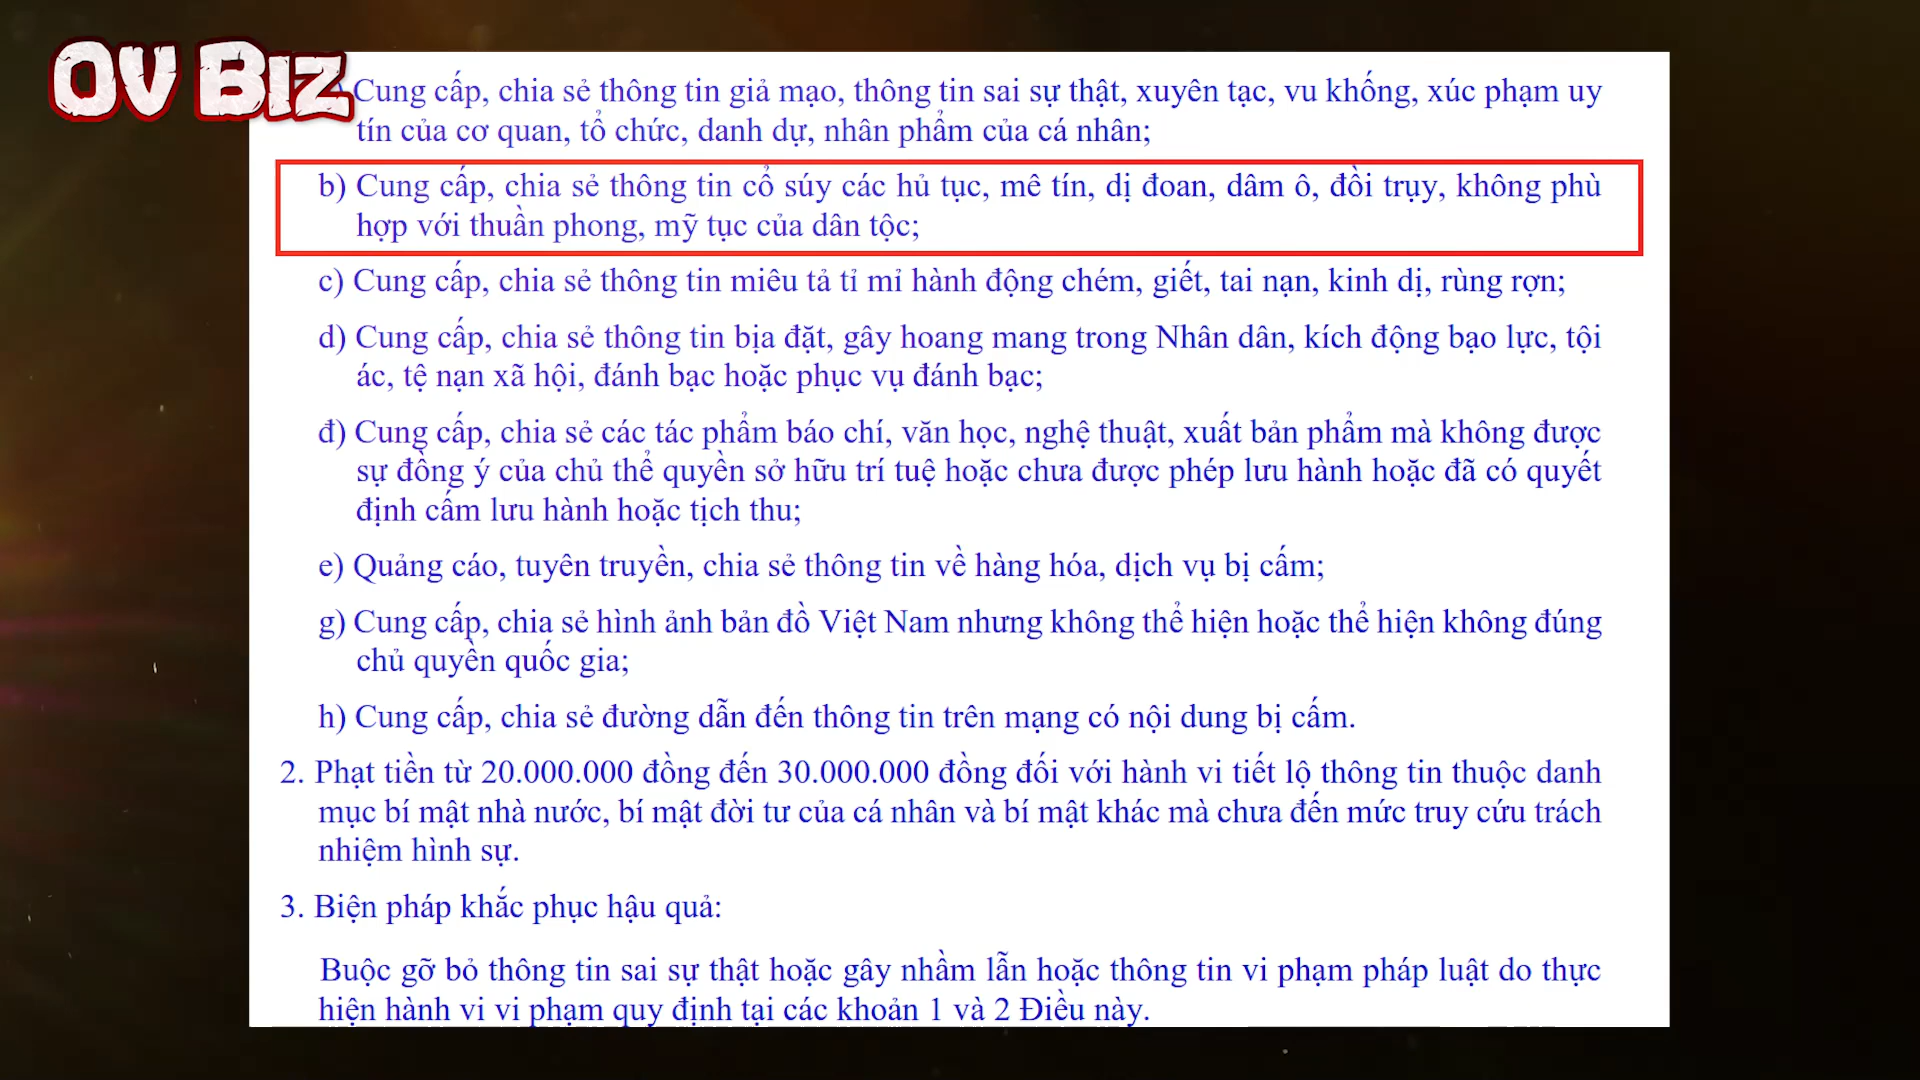 OV BIZ
) Cung cấp, chia sẻ thông tin giả mạo, thông tin sai sự thật, xuyên tạc, vu khống, xúc phạm uy
tín của cơ quan, tổ chức, danh dự, nhân phẩm của cá nhân;
b) Cung cấp, chia sẻ thông tin cổ súy các hủ tục, mê tín, dị đoan, dâm ô, đồi trụy, không phù
hợp với thuần phong, mỹ tục của dân tộc;
c) Cung cấp, chia sẻ thông tin miêu tả tỉ mỉ hành động chém, giết, tai nạn, kinh dị, rùng rợn;
d) Cung cấp, chia sẻ thông tin bịa đặt, gây hoang mang trong Nhân dân, kích động bạo lực, tội
ác, tệ nạn xã hội, đánh bạc hoặc phục vụ đánh bạc;
đ) Cung cấp, chia sẻ các tác phẩm báo chí, văn học, nghệ thuật, xuất bản phẩm mà không được
sự đồng ý của chủ thể quyền sở hữu trí tuệ hoặc chưa được phép lưu hành hoặc đã có quyết
định cấm lưu hành hoặc tịch thu;
e) Quảng cáo, tuyên truyền, chia sẻ thông tin về hàng hóa, dịch vụ bị cấm;
g) Cung cấp, chia sẻ hình ảnh bản đồ Việt Nam nhưng không thể hiện hoặc thể hiện không đúng
chủ quyền quốc gia;
h) Cung cấp, chia sẻ đường dẫn đến thông tin trên mạng có nội dung bị cấm.
2. Phạt tiền từ 20.000.000 đồng đến 30.000.000 đồng đối với hành vi tiết lộ thông tin thuộc danh
mục bí mật nhà nước, bí mật đời tư của cá nhân và bí mật khác mà chưa đến mức truy cứu trách
nhiệm hình sự.
3. Biện pháp khắc phục hậu quả:
Buộc gỡ bỏ thông tin sai sự thật hoặc gây nhầm lẫn hoặc thông tin vi phạm pháp luật do thực
hiện hành vi vi phạm quy định tại các khoản 1 và 2 Điều này.